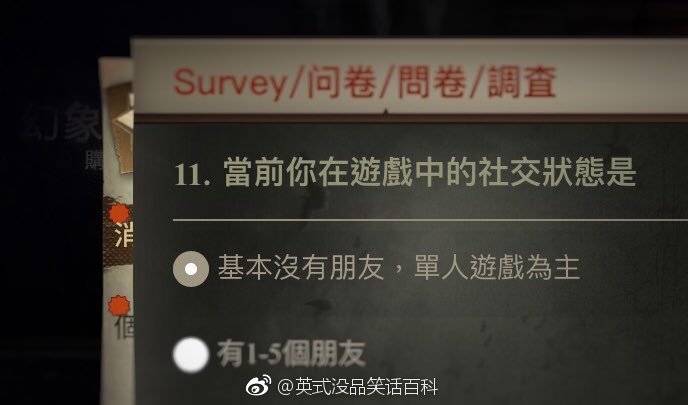 Survey/问卷/問卷/調査
幻象
購
11. 當前你在遊戲中的社交狀態是
消
基本沒有朋友，單人遊戲為主
個
有1-5個朋友
@英式没品笑话百科